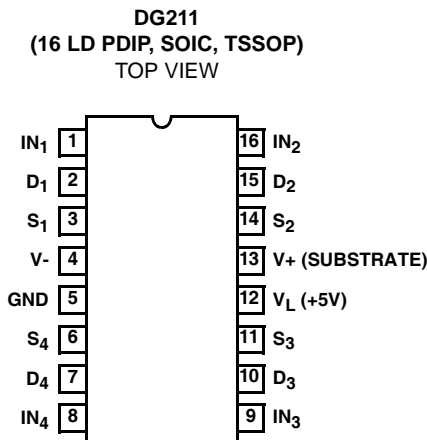 DG211
(16 LD PDIP, SOIC, TSSOP)
TOP VIEW
IN1 1 16 IN2
D1 2 15 D2
S1 3 14 S2
V- 4 13 V+ (SUBSTRATE)
GND 5 12 VL (+5V)
S4 6 11 S3
D4 7 10 D3
IN4 8 9 IN3